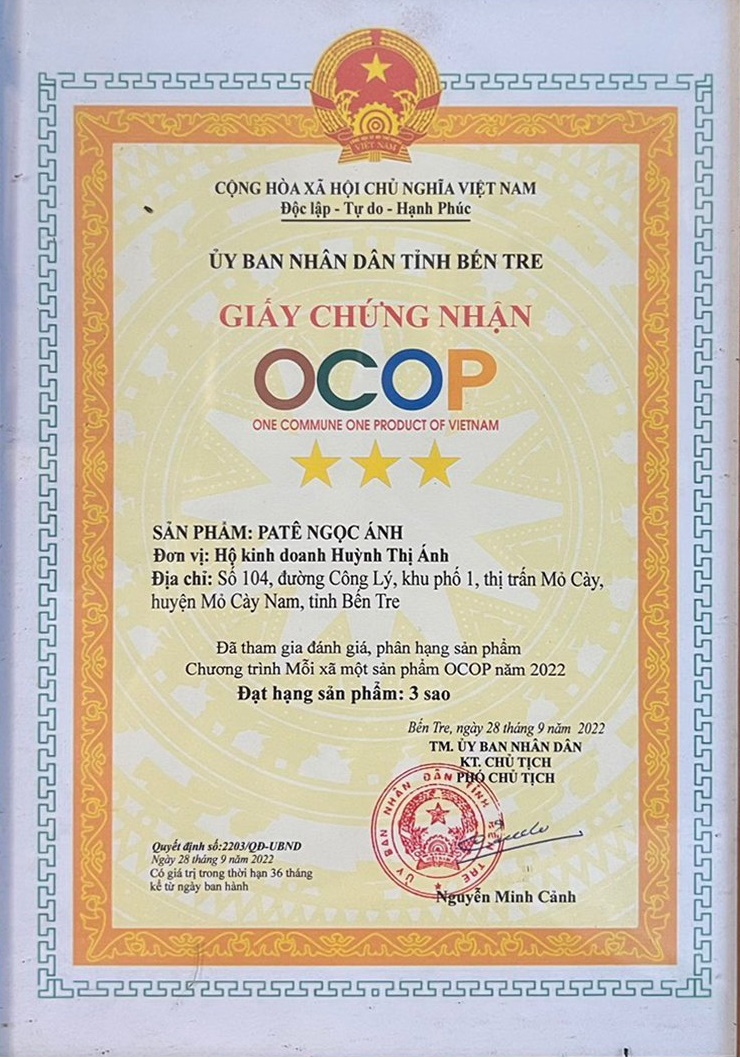 VIỆT NAM
CỘNG HÒA XÃ HỘI CHỦ NGHĨA VIỆT NAM
Độc lập - Tự do - Hạnh Phúc
ỦY BAN NHÂN DÂN TỈNH BẾN TRE
GIẤY CHỨNG NHẬN
OCOP
ONE COMMUNE ONE PRODUCT OF VIETNAM
SẢN PHẨM: PATÊ NGỌC ÁNH
Đơn vị: Hộ kinh doanh Huỳnh Thị Ánh
Địa chỉ: Số 104, đường Công Lý, khu phố 1, thị trấn Mỏ Cày,
huyện Mỏ Cày Nam, tỉnh Bến Tre
Đã tham gia đánh giá, phân hạng sản phẩm
Chương trình Mỗi xã một sản phẩm OCOP năm 2022
Đạt hạng sản phẩm: 3 sao
Bến Tre, ngày 28 tháng 9 năm 2022
TM. ỦY BAN NHÂN DÂN
KT. CHỦ TỊCH
PHÓ CHỦ TỊCH
ỦY BAN NHÂN DÂN TỈNH BẾN TRE
Nguyễn Minh Cảnh
Quyết định số:2203/QĐ-UBND
Ngày 28 tháng 9 năm 2022
Có giá trị trong thời hạn 36 tháng
kể từ ngày ban hành